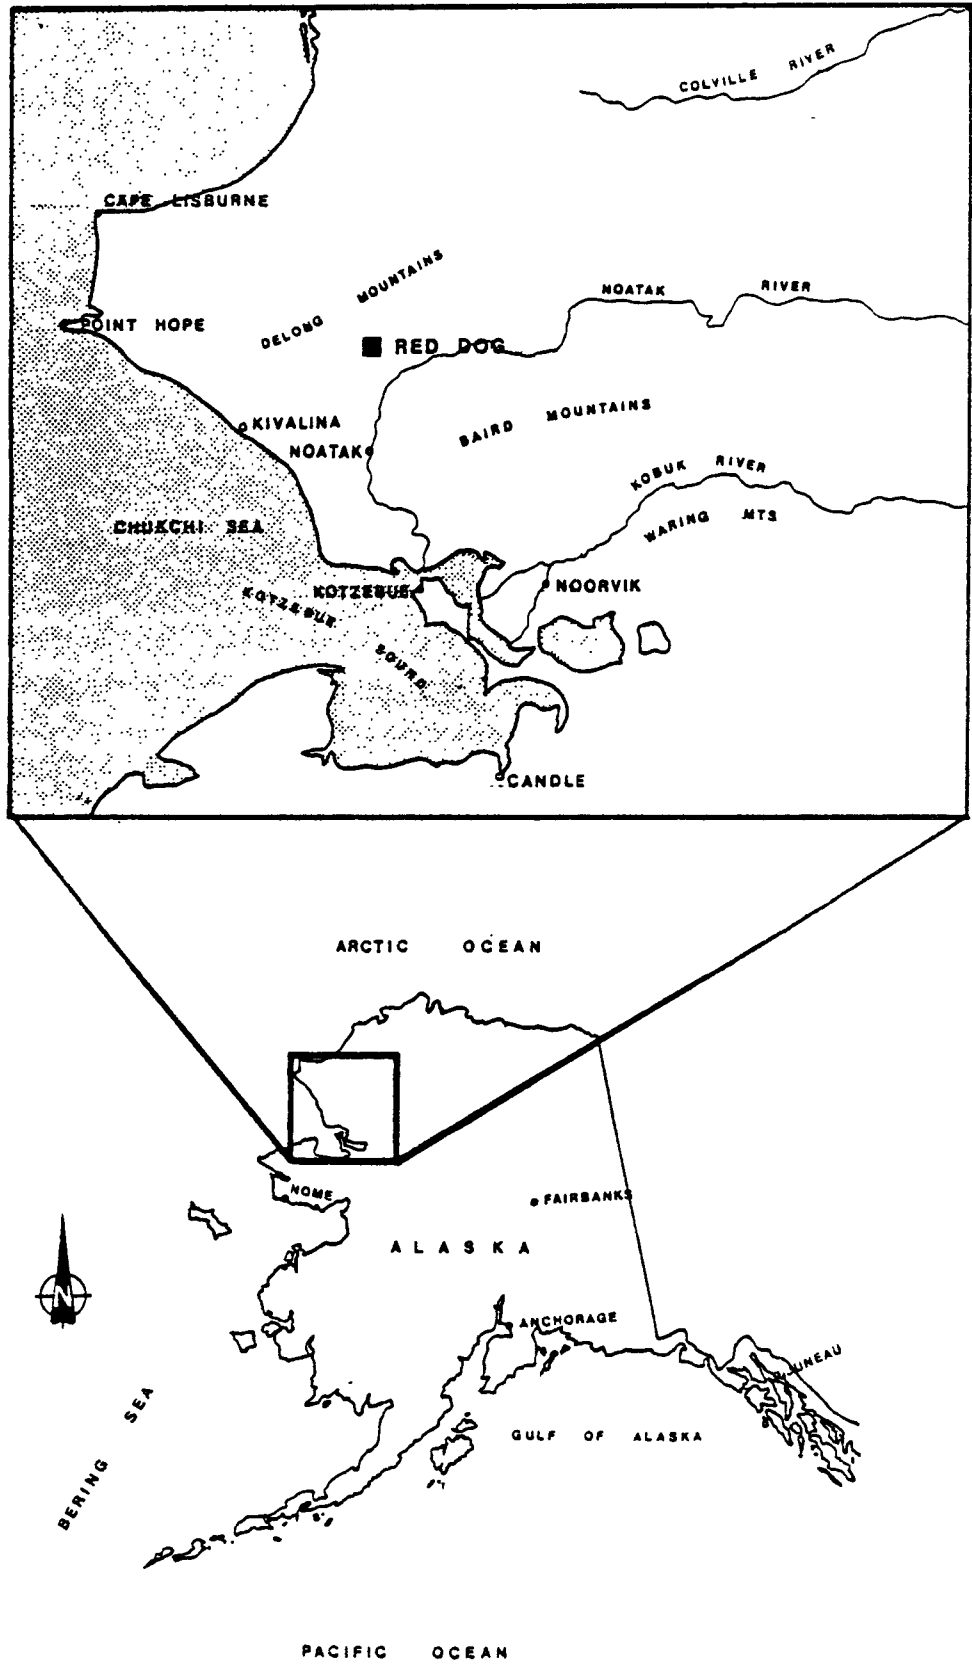 COLVILLE RIVER
CAPE LISBURNE
DELONG MOUNTAINS
NOATAK RIVER
POINT HOPE
RED DOG
KIVALINA
NOATAK
BAIRD MOUNTAINS
KOBUK RIVER
WARING MTS
CHUKCHI SEA
KOTZEBUE
NOORVIK
KOTZEBUE SOUND
CANDLE
ARCTIC OCEAN
NOME
FAIRBANKS
ALASKA
N
ANCHORAGE
JUNEAU
BERING SEA
GULF OF ALASKA
PACIFIC OCEAN